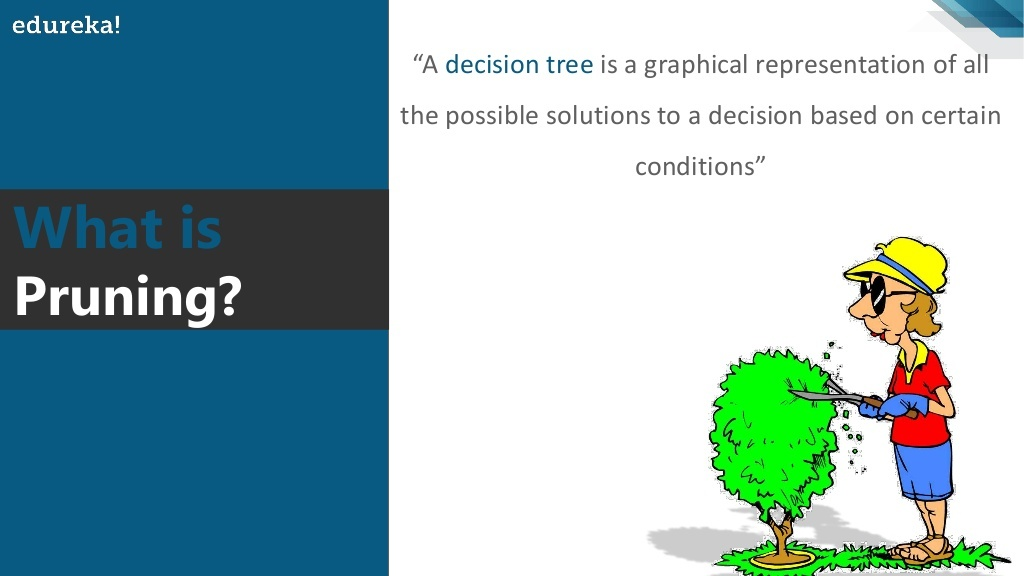 edureka!
What is
Pruning?
“A decision tree is a graphical representation of all
the possible solutions to a decision based on certain
conditions”